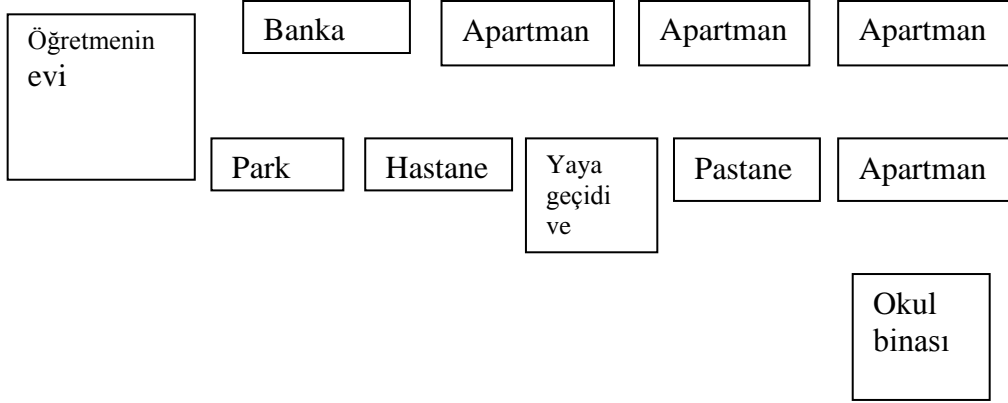 Öğretmenin
evi
Banka
Apartman
Apartman
Apartman
Park
Hastane
Yaya
geçidi
ve
Pastane
Apartman
Okul
binası